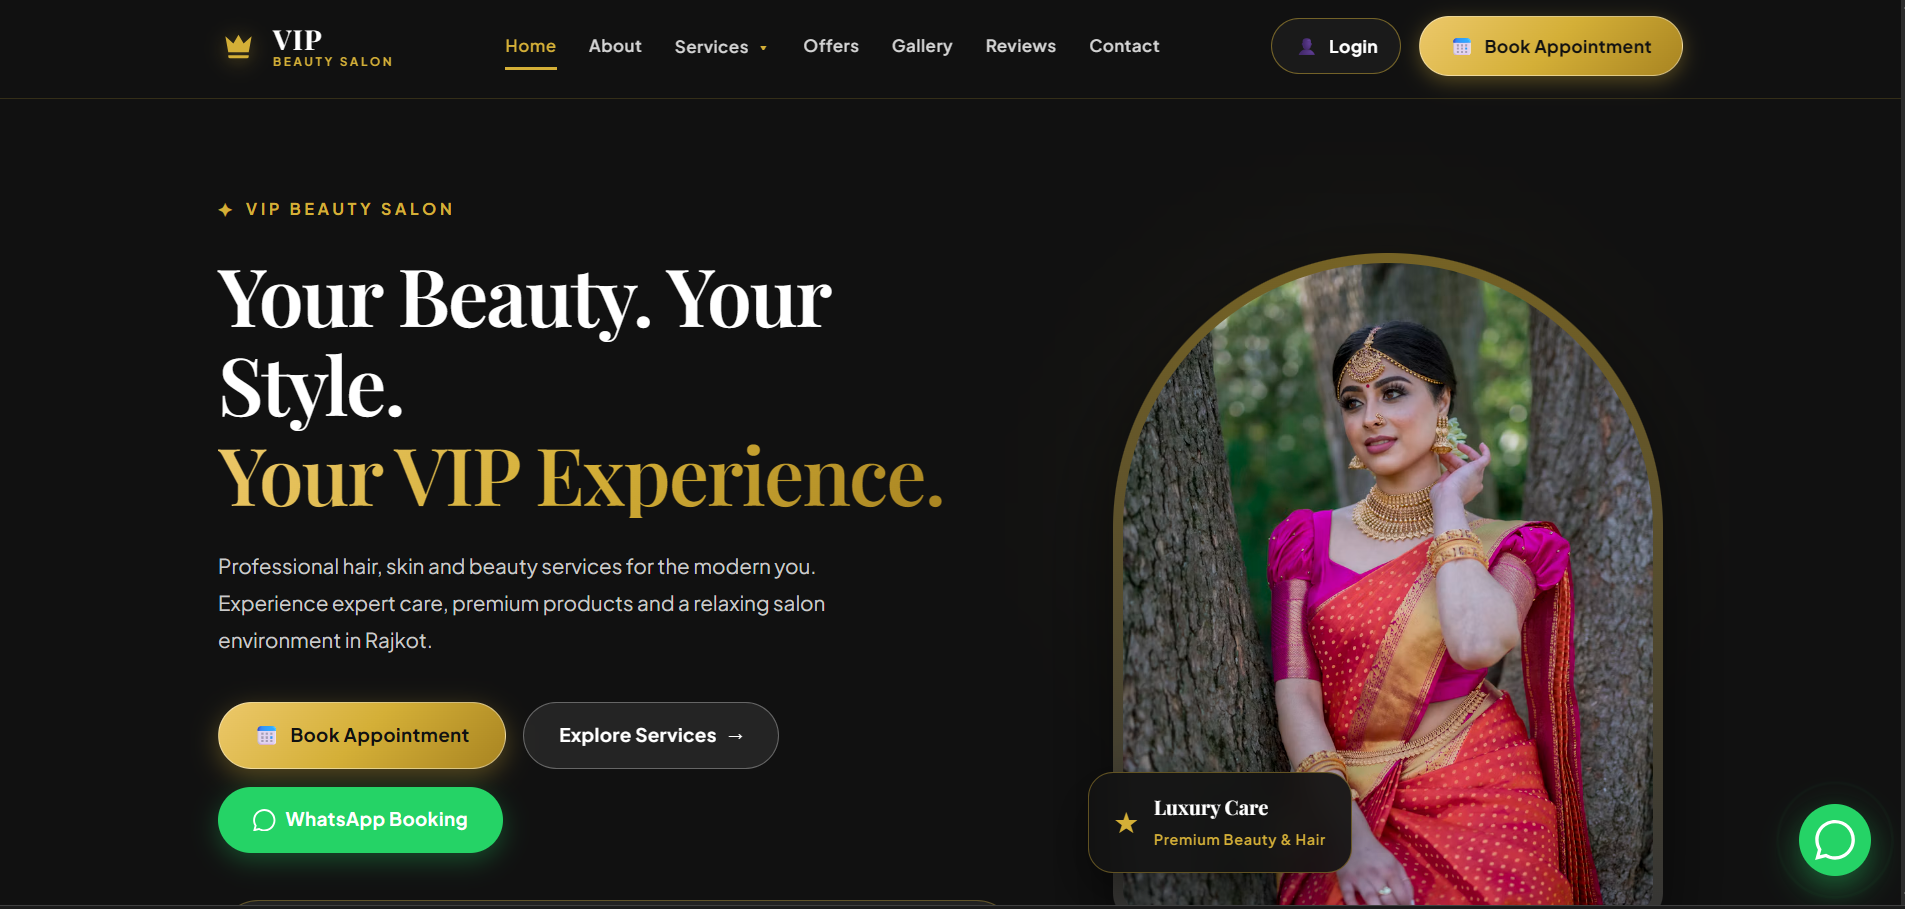 VIP
BEAUTY SALON
Home
About
Services
Offers
Gallery
Reviews
Contact
Login
Book Appointment
VIP BEAUTY SALON
Your Beauty. Your
Style.
Your VIP Experience.
Professional hair, skin and beauty services for the modern you.
Experience expert care, premium products and a relaxing salon
environment in Rajkot.
Book Appointment
Explore Services →
WhatsApp Booking
Luxury Care
Premium Beauty & Hair